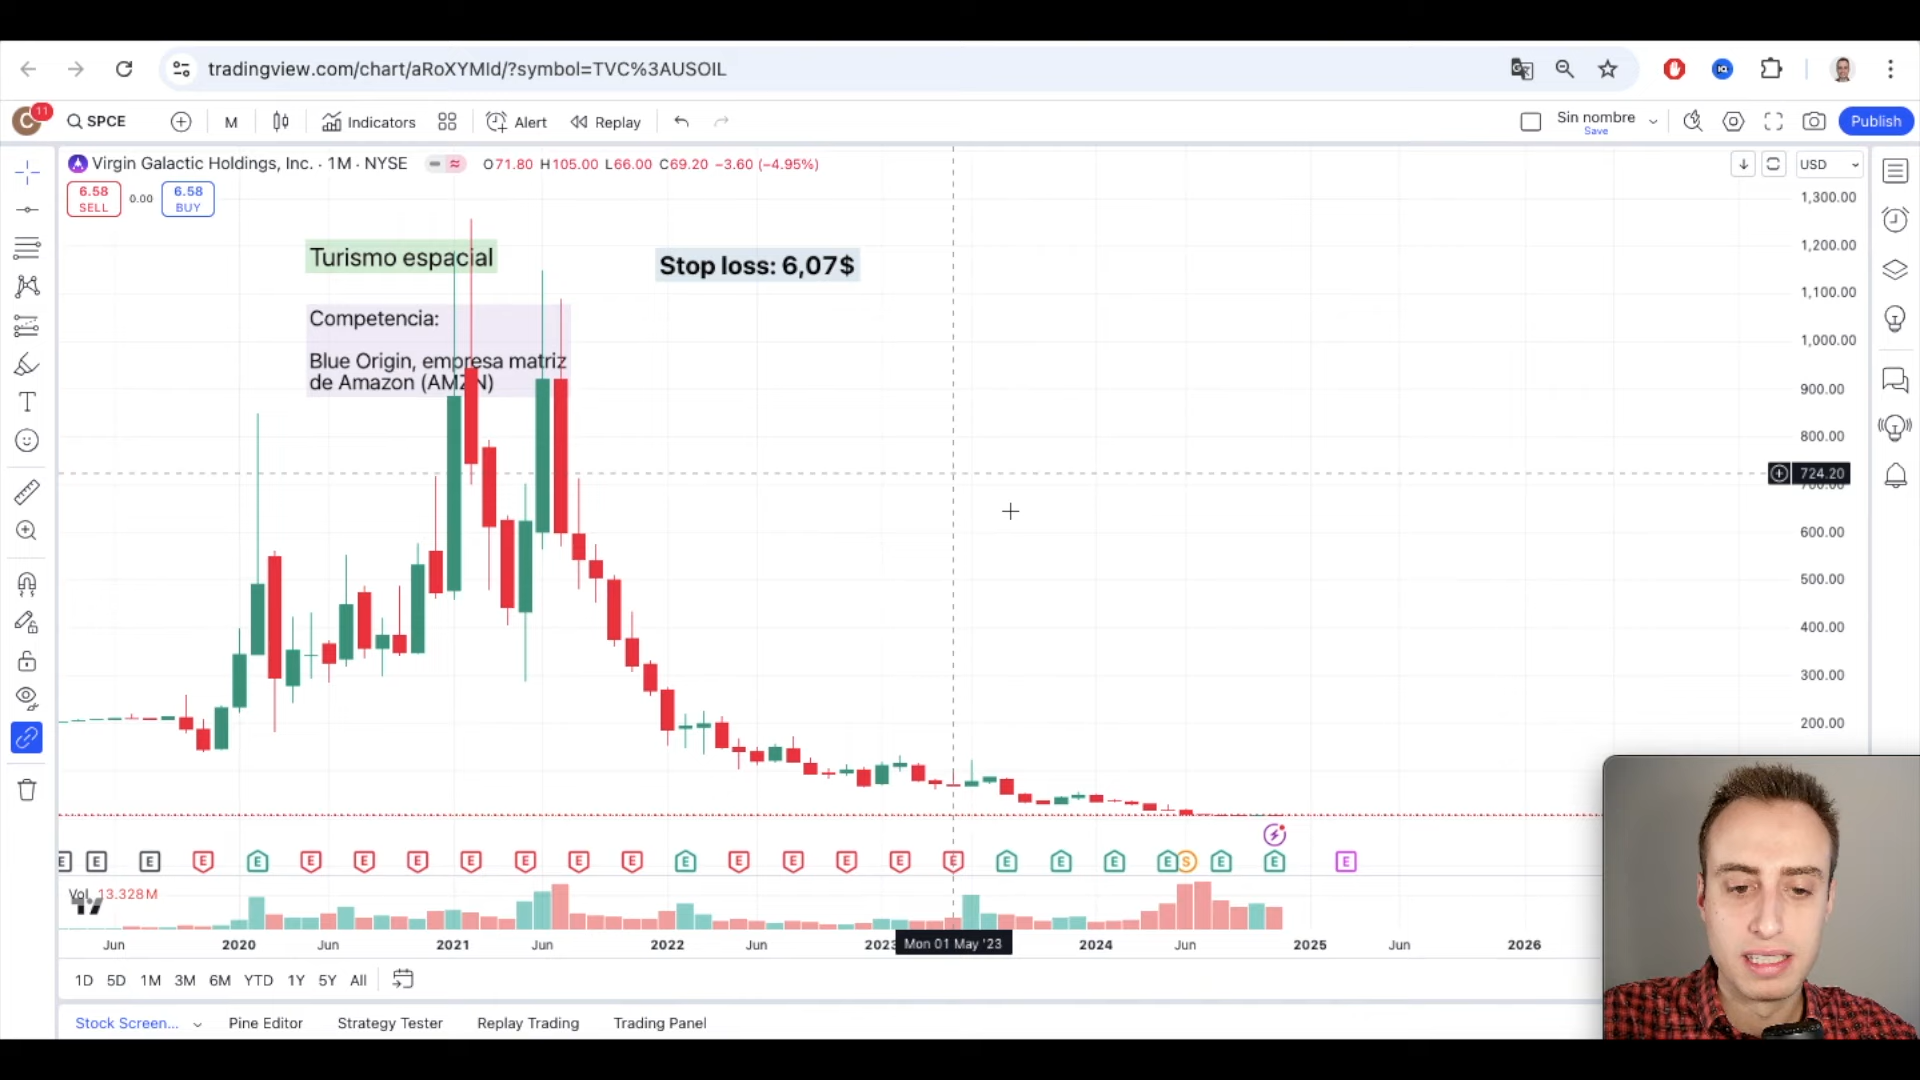 tradingview.com/chart/aRoXYMId/?symbol=TVC%3AUSOIL
C 11 SPCE M Indicators Alert Replay Sin nombre Save Publish
Virgin Galactic Holdings, Inc. · 1M · NYSE O71.80 H105.00 L66.00 C69.20 −3.60 (−4.95%) USD
6.58 SELL 0.00 6.58 BUY
1,300.00
Turismo espacial
Stop loss: 6,07$
1,200.00
1,100.00
Competencia:
1,000.00
Blue Origin, empresa matriz
de Amazon (AMZN)
900.00
800.00
724.20
700.00
600.00
500.00
400.00
300.00
200.00
E E E E E E E E E E E E E E E E E E E E E E S E E E
Vol 13.328M
Jun 2020 Jun 2021 Jun 2022 Jun 2023 Mon 01 May '23 2024 Jun 2025 Jun 2026
1D 5D 1M 3M 6M YTD 1Y 5Y All
Stock Screen... Pine Editor Strategy Tester Replay Trading Trading Panel